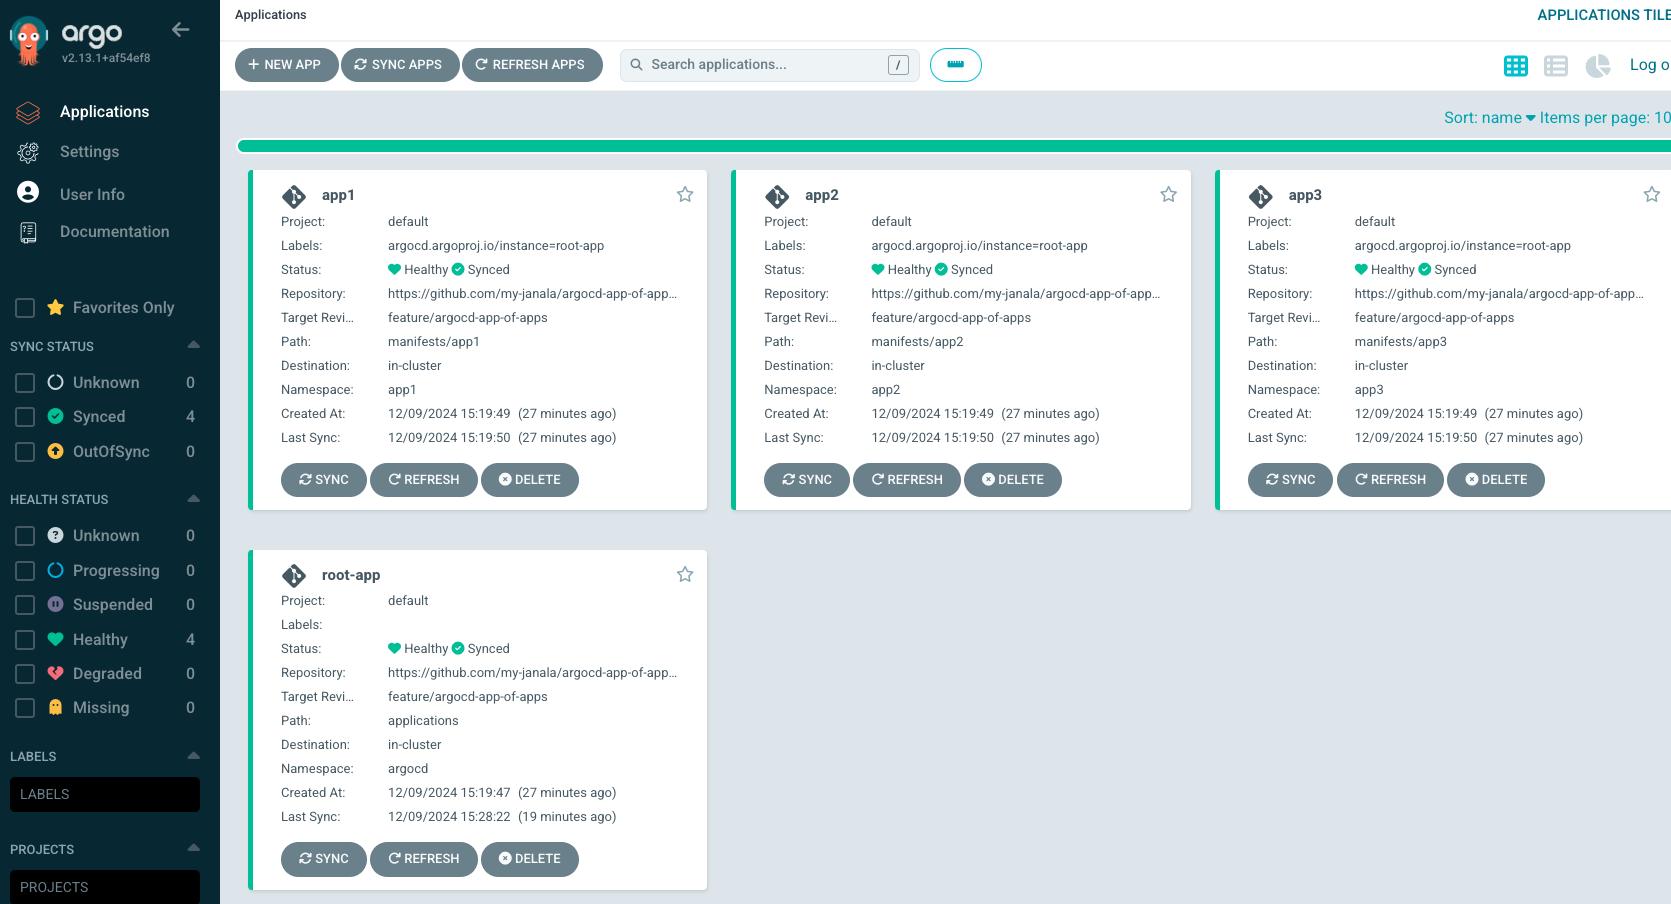 argo
v2.13.1+af54ef8
Applications
Settings
User Info
Documentation
Favorites Only
SYNC STATUS
Unknown 0
Synced 4
OutOfSync 0
HEALTH STATUS
Unknown 0
Progressing 0
Suspended 0
Healthy 4
Degraded 0
Missing 0
LABELS
LABELS
PROJECTS
PROJECTS
Applications
APPLICATIONS TILE
NEW APP SYNC APPS REFRESH APPS Search applications... / Log o
Sort: name Items per page: 10
app1
Project: default
Labels: argocd.argoproj.io/instance=root-app
Status: Healthy Synced
Repository: https://github.com/my-janala/argocd-app-of-app...
Target Revi... feature/argocd-app-of-apps
Path: manifests/app1
Destination: in-cluster
Namespace: app1
Created At: 12/09/2024 15:19:49 (27 minutes ago)
Last Sync: 12/09/2024 15:19:50 (27 minutes ago)
SYNC REFRESH DELETE
app2
Project: default
Labels: argocd.argoproj.io/instance=root-app
Status: Healthy Synced
Repository: https://github.com/my-janala/argocd-app-of-app...
Target Revi... feature/argocd-app-of-apps
Path: manifests/app2
Destination: in-cluster
Namespace: app2
Created At: 12/09/2024 15:19:49 (27 minutes ago)
Last Sync: 12/09/2024 15:19:50 (27 minutes ago)
SYNC REFRESH DELETE
app3
Project: default
Labels: argocd.argoproj.io/instance=root-app
Status: Healthy Synced
Repository: https://github.com/my-janala/argocd-app-of-app...
Target Revi... feature/argocd-app-of-apps
Path: manifests/app3
Destination: in-cluster
Namespace: app3
Created At: 12/09/2024 15:19:49 (27 minutes ago)
Last Sync: 12/09/2024 15:19:50 (27 minutes ago)
SYNC REFRESH DELETE
root-app
Project: default
Labels:
Status: Healthy Synced
Repository: https://github.com/my-janala/argocd-app-of-app...
Target Revi... feature/argocd-app-of-apps
Path: applications
Destination: in-cluster
Namespace: argocd
Created At: 12/09/2024 15:19:47 (27 minutes ago)
Last Sync: 12/09/2024 15:28:22 (19 minutes ago)
SYNC REFRESH DELETE